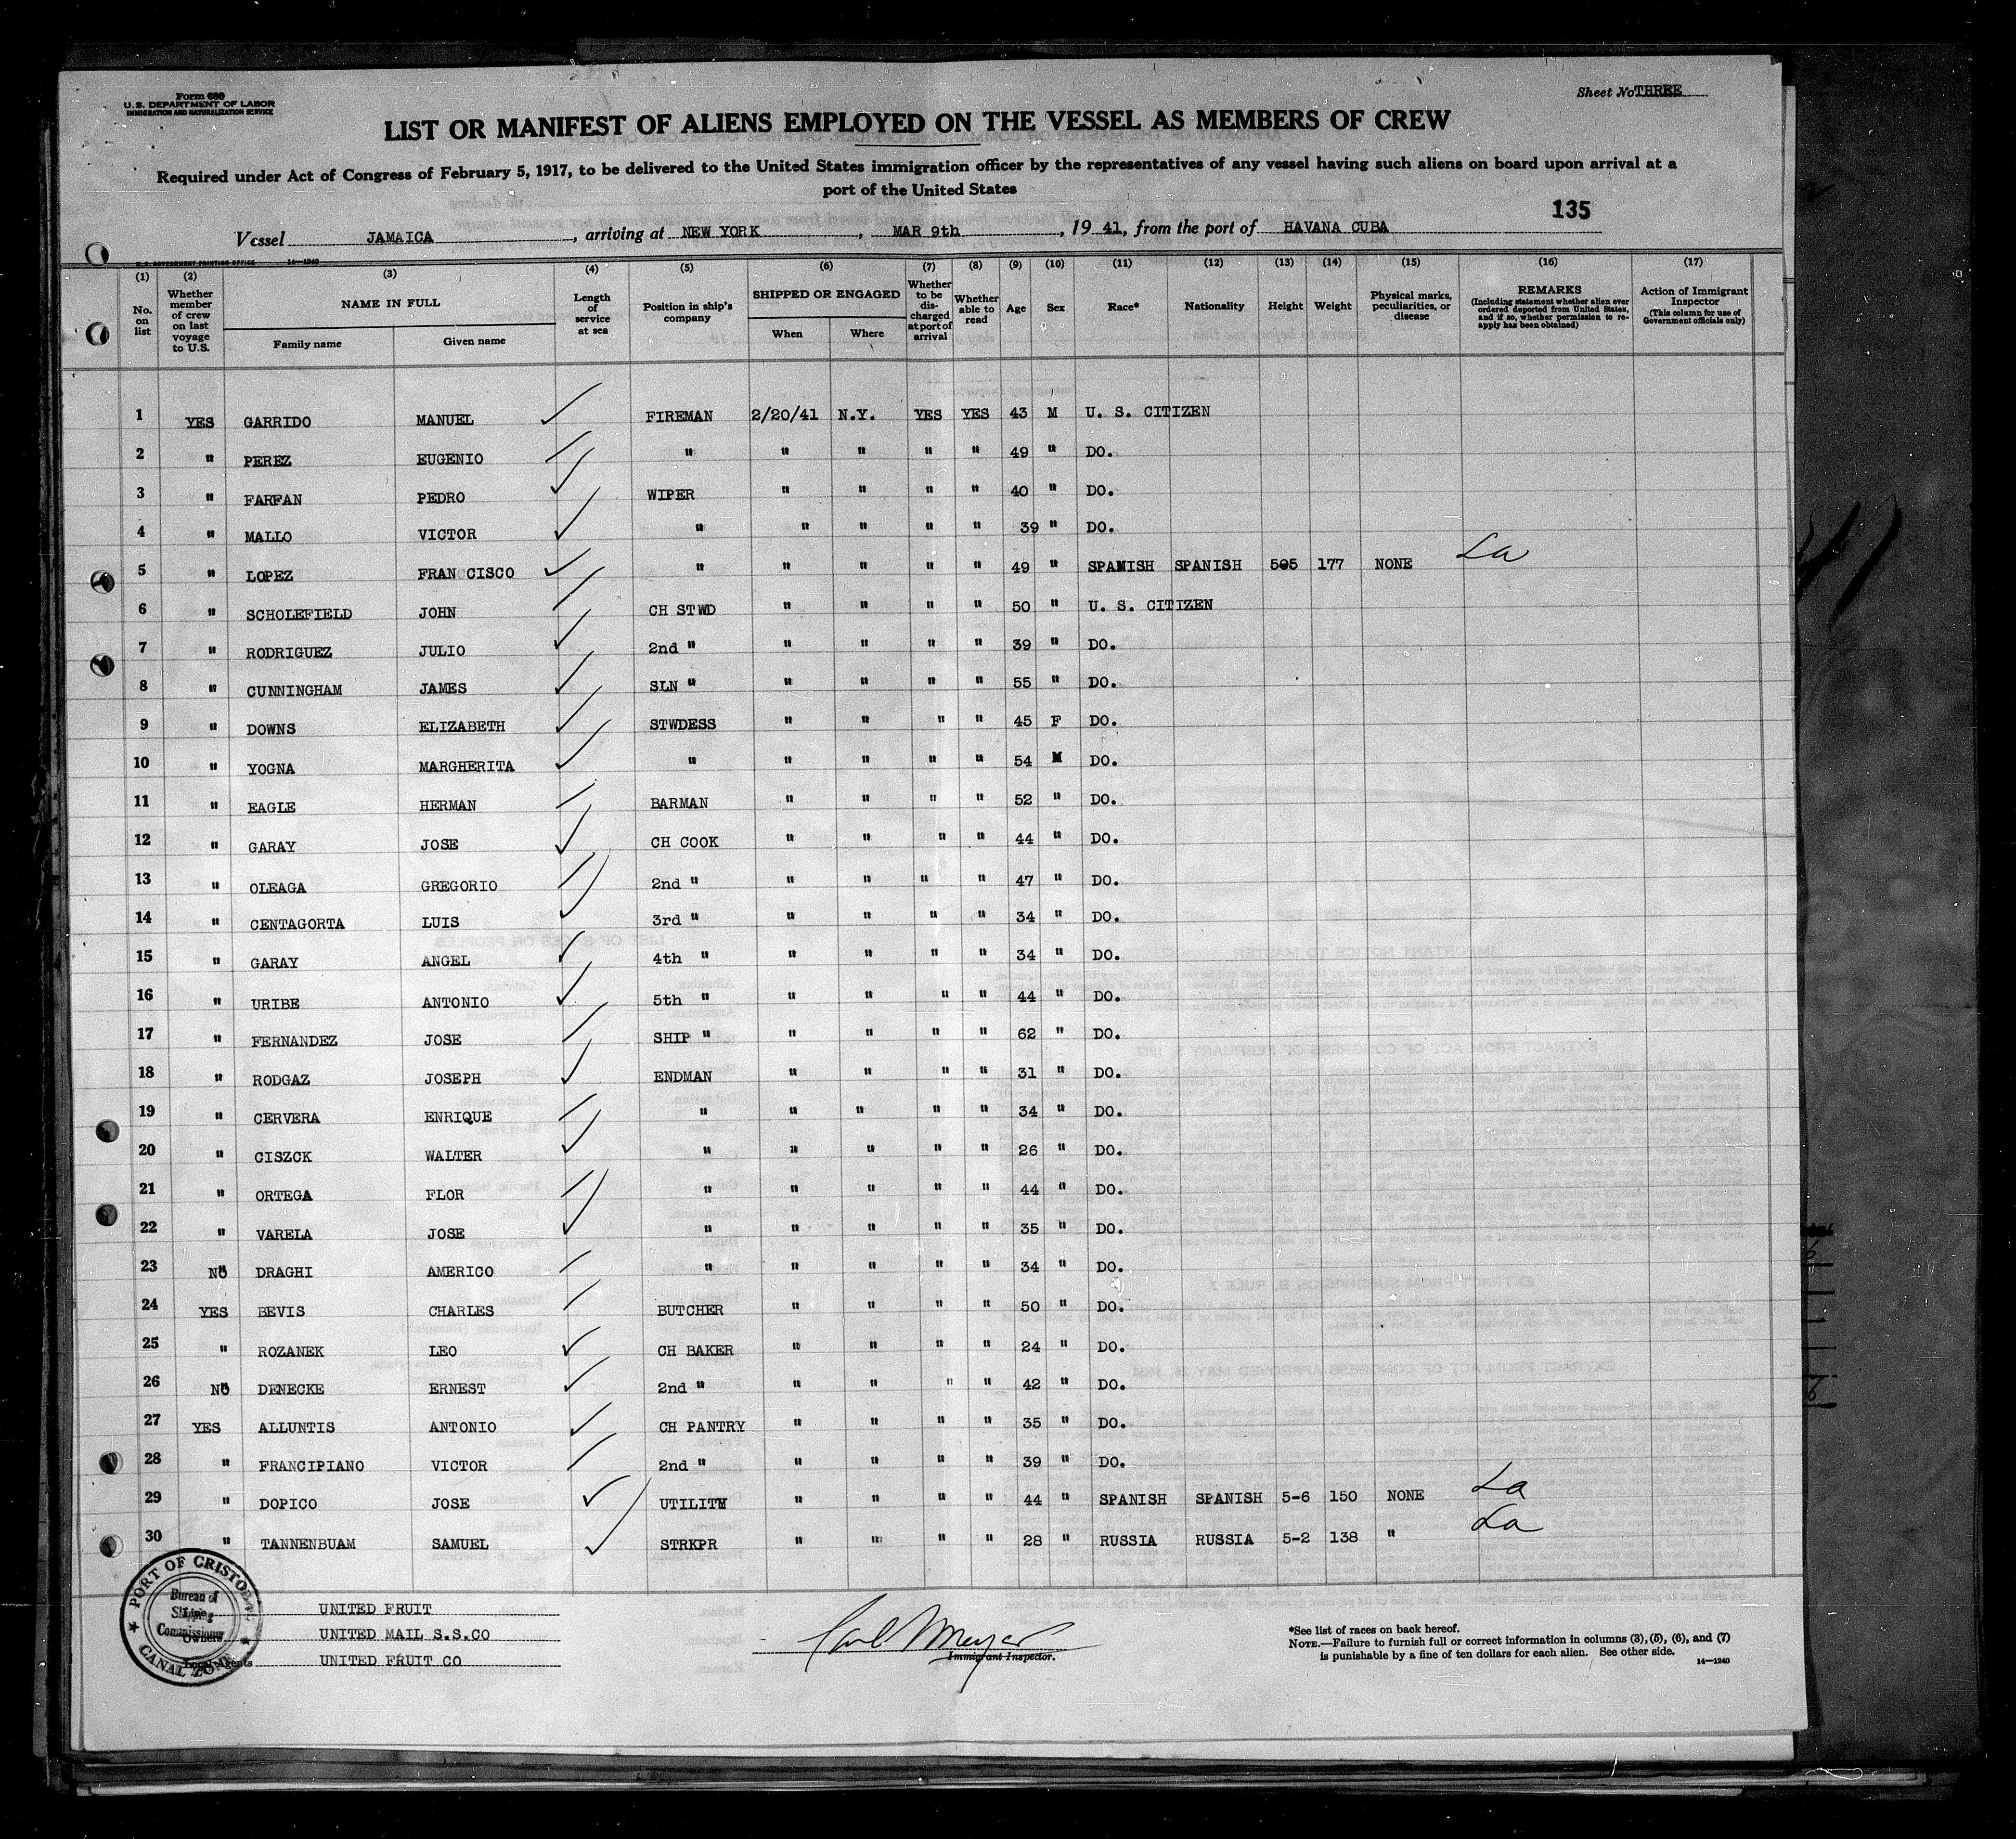 Form 680
U.S. DEPARTMENT OF LABOR
IMMIGRATION AND NATURALIZATION SERVICE
Sheet No THREE
LIST OR MANIFEST OF ALIENS EMPLOYED ON THE VESSEL AS MEMBERS OF CREW
Required under Act of Congress of February 5, 1917, to be delivered to the United States immigration officer by the representatives of any vessel having such aliens on board upon arrival at a
port of the United States
135
Vessel JAMAICA, arriving at NEW YORK, MAR 9th, 19 41, from the port of HAVANA CUBA
U.S. GOVERNMENT PRINTING OFFICE 14—1240
(1) (2) (3) (4) (5) (6) (7) (8) (9) (10) (11) (12) (13) (14) (15) (16) (17)
No. on list
Whether member of crew on last voyage to U.S.
NAME IN FULL
Family name Given name
Length of service at sea
Position in ship's company
SHIPPED OR ENGAGED
When Where
Whether to be discharged at port of arrival
Whether able to read
Age Sex Race* Nationality Height Weight
Physical marks, peculiarities, or disease
REMARKS
(Including statement whether alien ever ordered deported from United States, and if so, whether permission to reapply has been obtained)
Action of Immigrant Inspector
(This column for use of Government officials only)
1 YES GARRIDO MANUEL FIREMAN 2/20/41 N.Y. YES YES 43 M U. S. CITIZEN
2 " PEREZ EUGENIO " " " " " 49 " DO.
3 " FARFAN PEDRO WIPER " " " " 40 " DO.
4 " MALLO VICTOR " " " " " 39 " DO.
5 " LOPEZ FRAN CISCO " " " " " 49 " SPANISH SPANISH 505 177 NONE La
6 " SCHOLEFIELD JOHN CH STWD " " " " 50 " U. S. CITIZEN
7 " RODRIGUEZ JULIO 2nd " " " " " 39 " DO.
8 " CUNNINGHAM JAMES SLN " " " " " 55 " DO.
9 " DOWNS ELIZABETH STWDESS " " " " 45 F DO.
10 " YOGNA MARGHERITA " " " " " 54 M DO.
11 " EAGLE HERMAN BARMAN " " " " 52 " DO.
12 " GARAY JOSE CH COOK " " " " 44 " DO.
13 " OLEAGA GREGORIO 2nd " " " " " 47 " DO.
14 " CENTAGORTA LUIS 3rd " " " " " 34 " DO.
15 " GARAY ANGEL 4th " " " " " 34 " DO.
16 " URIBE ANTONIO 5th " " " " " 44 " DO.
17 " FERNANDEZ JOSE SHIP " " " " " 62 " DO.
18 " RODGAZ JOSEPH ENDMAN " " " " 31 " DO.
19 " CERVERA ENRIQUE " " " " " 34 " DO.
20 " CISZCK WALTER " " " " " 26 " DO.
21 " ORTEGA FLOR " " " " " 44 " DO.
22 " VARELA JOSE " " " " " 35 " DO.
23 NO DRAGHI AMERICO " " " " " 34 " DO.
24 YES BEVIS CHARLES BUTCHER " " " " 50 " DO.
25 " ROZANEK LEO CH BAKER " " " " 24 " DO.
26 NO DENECKE ERNEST 2nd " " " " " 42 " DO.
27 YES ALLUNTIS ANTONIO CH PANTRY " " " " 35 " DO.
28 " FRANCIPIANO VICTOR 2nd " " " " " 39 " DO.
29 " DOPICO JOSE UTILITY " " " " 44 " SPANISH SPANISH 5-6 150 NONE La
30 " TANNENBUAM SAMUEL STRKPR " " " " 28 " RUSSIA RUSSIA 5-2 138 " La
PORT OF CRISTOBAL
Bureau of Shipping Commissioner
CANAL ZONE
Line UNITED FRUIT
Owners UNITED MAIL S.S.CO
Local Agents UNITED FRUIT CO
Carl Meyer
Immigrant Inspector.
*See list of races on back hereof.
NOTE.—Failure to furnish full or correct information in columns (3), (5), (6), and (7)
is punishable by a fine of ten dollars for each alien. See other side.
14—1240